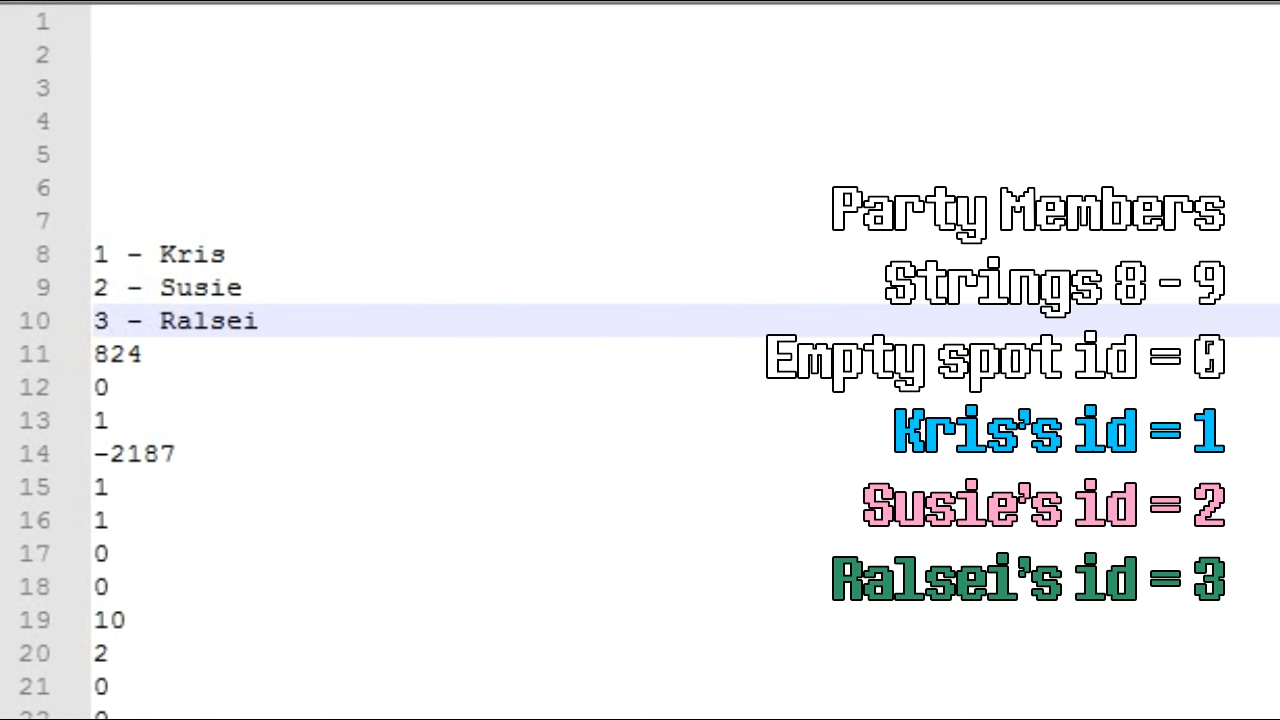 1
2
3
4
5
6
7
8 1 - Kris
9 2 - Susie
10 3 - Ralsei
11 824
12 0
13 1
14 -2187
15 1
16 1
17 0
18 0
19 10
20 2
21 0
Party Members
Strings 8 - 9
Empty spot id = 0
Kris's id = 1
Susie's id = 2
Ralsei's id = 3